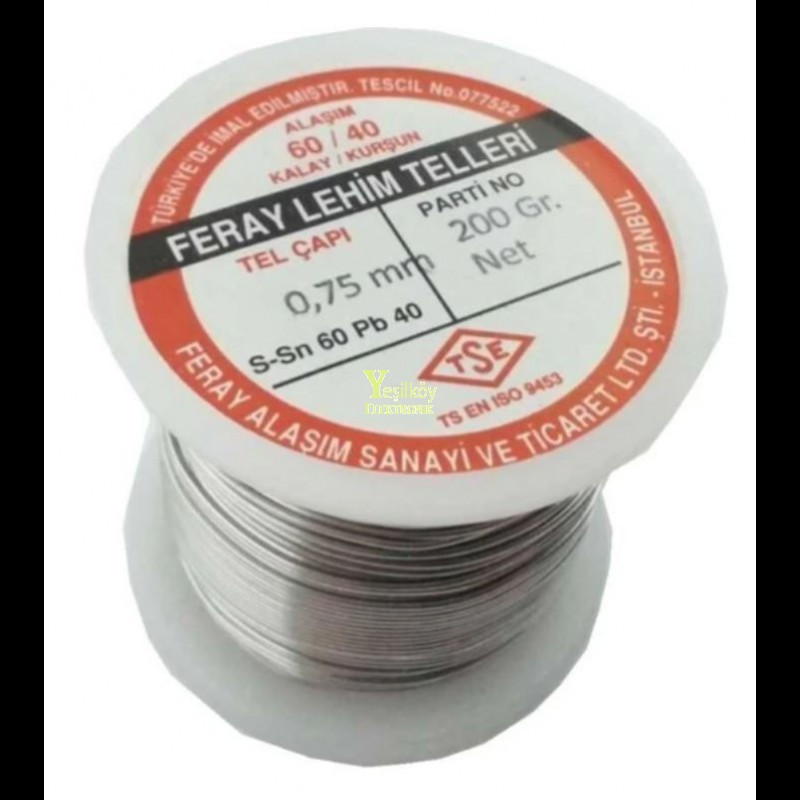 TÜRKİYE'DE İMAL EDİLMİŞTİR. TESCİL No.077522
ALAŞIM
60 / 40
KALAY / KURŞUN
FERAY LEHİM TELLERİ
TEL ÇAPI
0,75 mm
PARTİ NO
200 Gr.
Net
S-Sn 60 Pb 40
TSE
TS EN ISO 9453
FERAY ALAŞIM SANAYİ VE TİCARET LTD. ŞTİ. - İSTANBUL
Yeşilköy